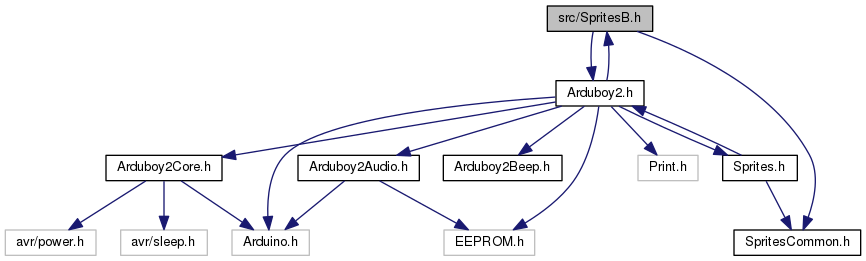 src/SpritesB.h
Arduboy2.h
Arduboy2Core.h
Arduboy2Audio.h
Arduboy2Beep.h
Print.h
Sprites.h
avr/power.h
avr/sleep.h
Arduino.h
EEPROM.h
SpritesCommon.h